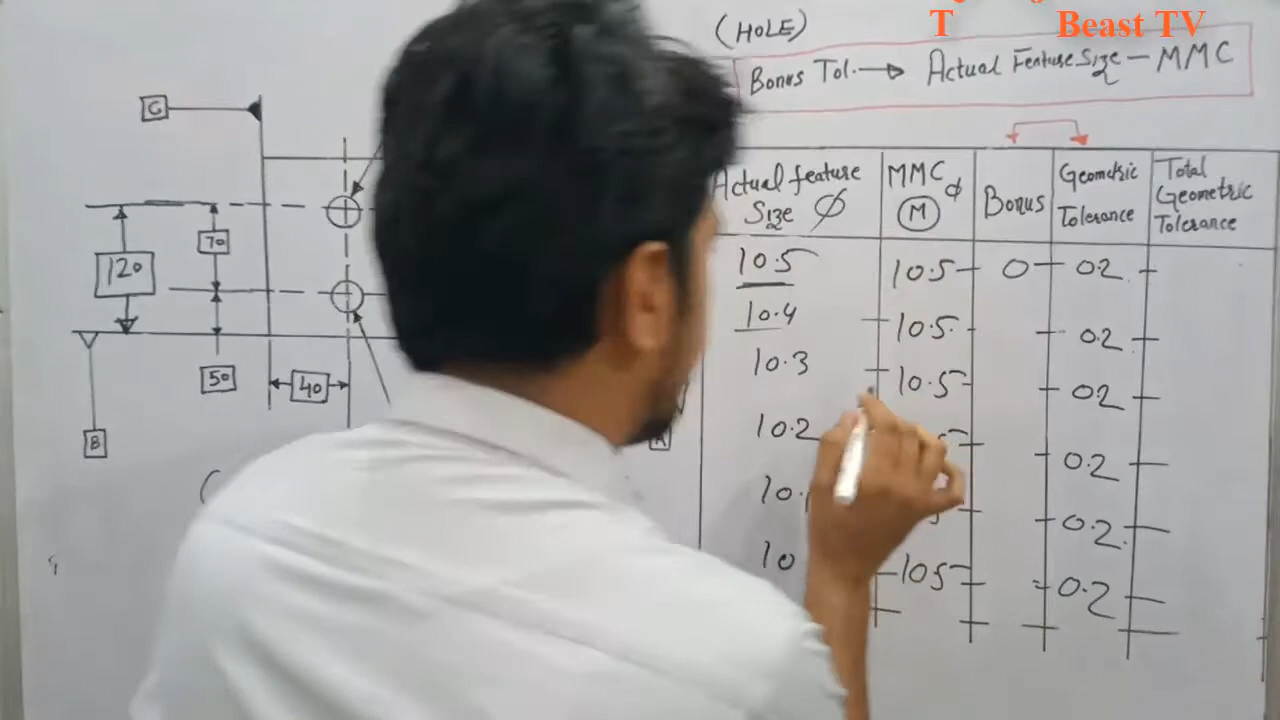 T Beast TV
(HOLE)
Bonus Tol. → Actual Feature Size - MMC
C
70
120
50
40
B
A
Actual feature Size Ø
MMC Ø
M
Bonus
Geometric Tolerance
Total Geometric Tolerance
10.5 10.5 0 0.2
10.4 10.5 0.2
10.3 10.5 0.2
10.2 0.2
0.2
10 10.5 0.2